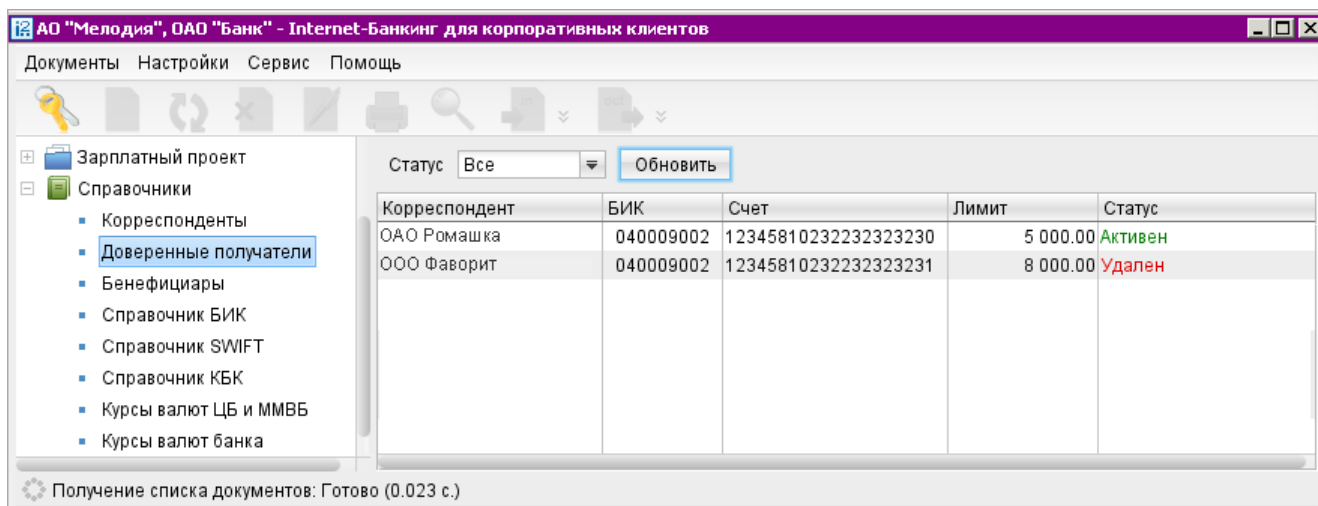 АО "Мелодия", ОАО "Банк" - Internet-Банкинг для корпоративных клиентов
Документы Настройки Сервис Помощь
in out
Зарплатный проект
Справочники
Корреспонденты
Доверенные получатели
Бенефициары
Справочник БИК
Справочник SWIFT
Справочник КБК
Курсы валют ЦБ и ММВБ
Курсы валют банка
Статус Все Обновить
Корреспондент БИК Счет Лимит Статус
ОАО Ромашка 040009002 12345810232232323230 5 000.00 Активен
ООО Фаворит 040009002 12345810232232323231 8 000.00 Удален
Получение списка документов: Готово (0.023 с.)